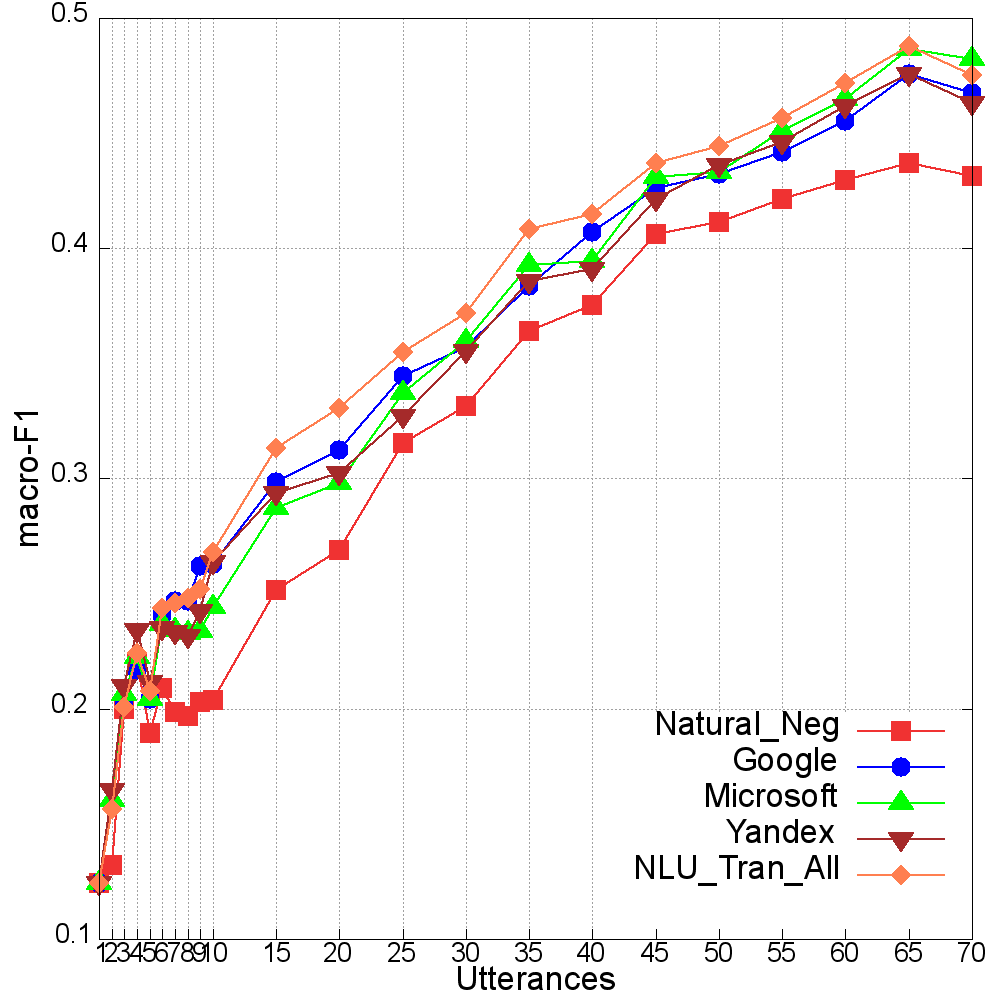 0.5
0.4
0.3
0.2
0.1
macro-F1
Natural_Neg
Google
Microsoft
Yandex
NLU_Tran_All
1 2 3 4 5 6 7 8 9 10 15 20 25 30 35 40 45 50 55 60 65 70
Utterances